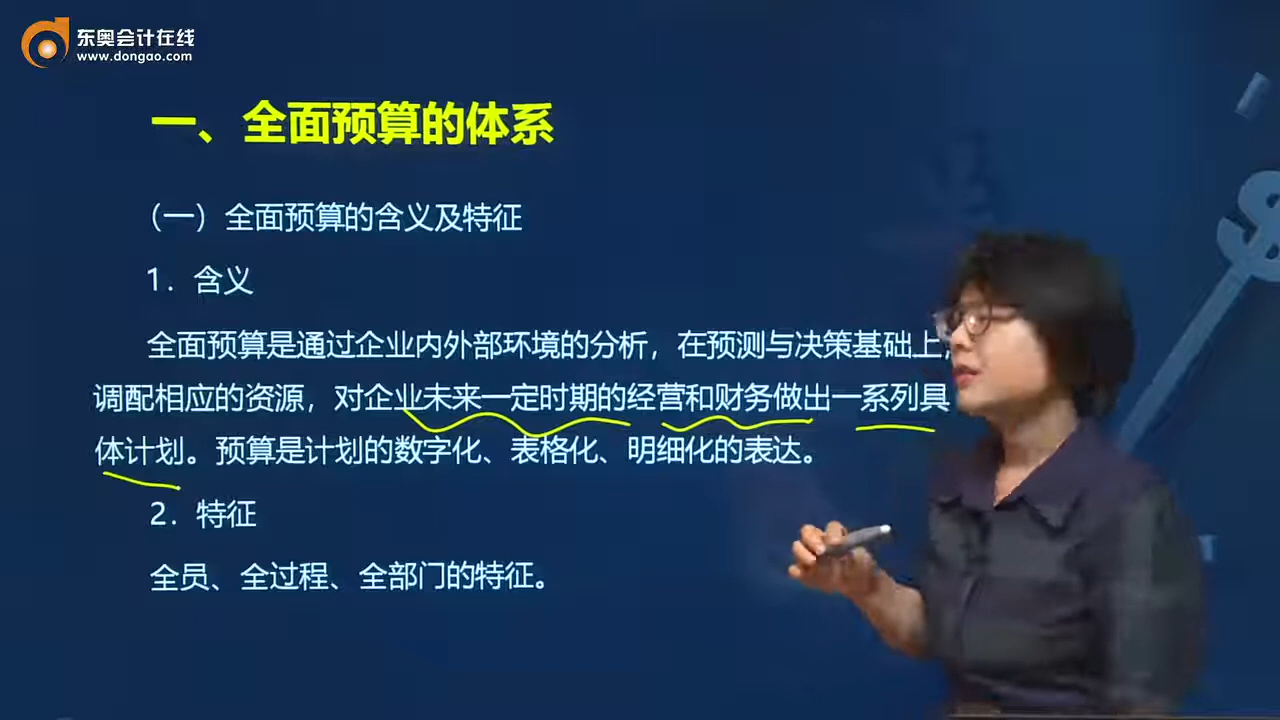 东奥会计在线
www.dongao.com
一、全面预算的体系
（一）全面预算的含义及特征
1．含义
全面预算是通过企业内外部环境的分析，在预测与决策基础上，
调配相应的资源，对企业未来一定时期的经营和财务做出一系列具
体计划。预算是计划的数字化、表格化、明细化的表达。
2．特征
全员、全过程、全部门的特征。